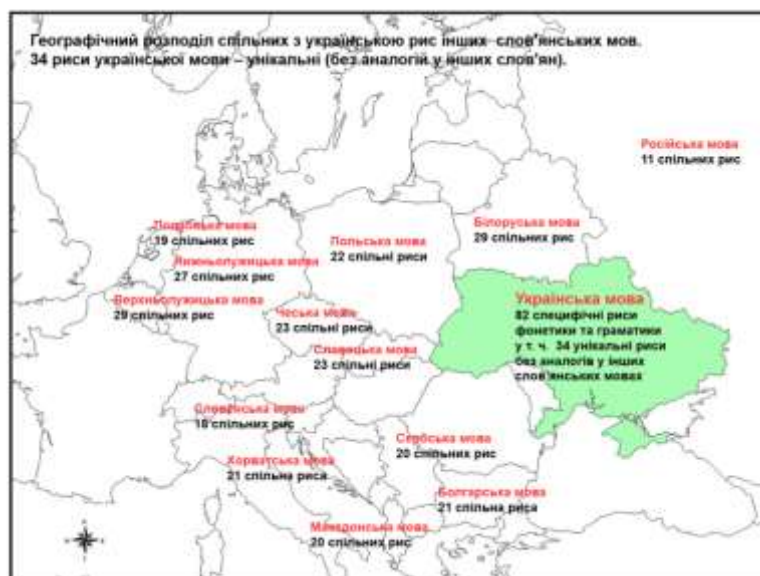 Географічний розподіл спільних з українською рис інших слов'янських мов.
34 риси української мови – унікальні (без аналогій у інших слов'ян).
Російська мова
11 спільних рис
мова
19 спільних рис
Нижньолужицька мова
27 спільних рис
Верхньолужицька мова
29 спільних рис
Польська мова
22 спільні риси
Білоруська мова
29 спільних рис
Чеська мова
23 спільні риси
Словацька мова
23 спільні риси
Українська мова
82 специфічні риси
фонетики та граматики
у т. ч. 34 унікальні риси
без аналогів у інших
слов'янських мовах
Словенська мова
18 спільних рис
Хорватська мова
21 спільна риса
Сербська мова
20 спільних рис
Болгарська мова
21 спільна риса
Македонська мова
20 спільних рис